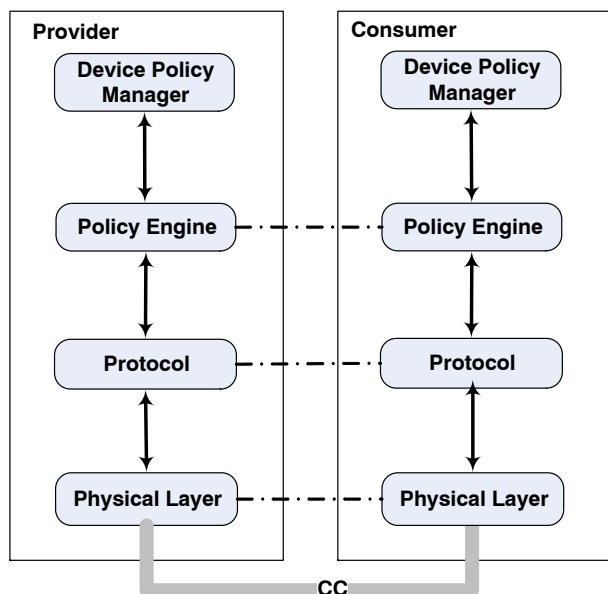 Provider
Device Policy
Manager
Policy Engine
Protocol
Physical Layer
Consumer
Device Policy
Manager
Policy Engine
Protocol
Physical Layer
CC